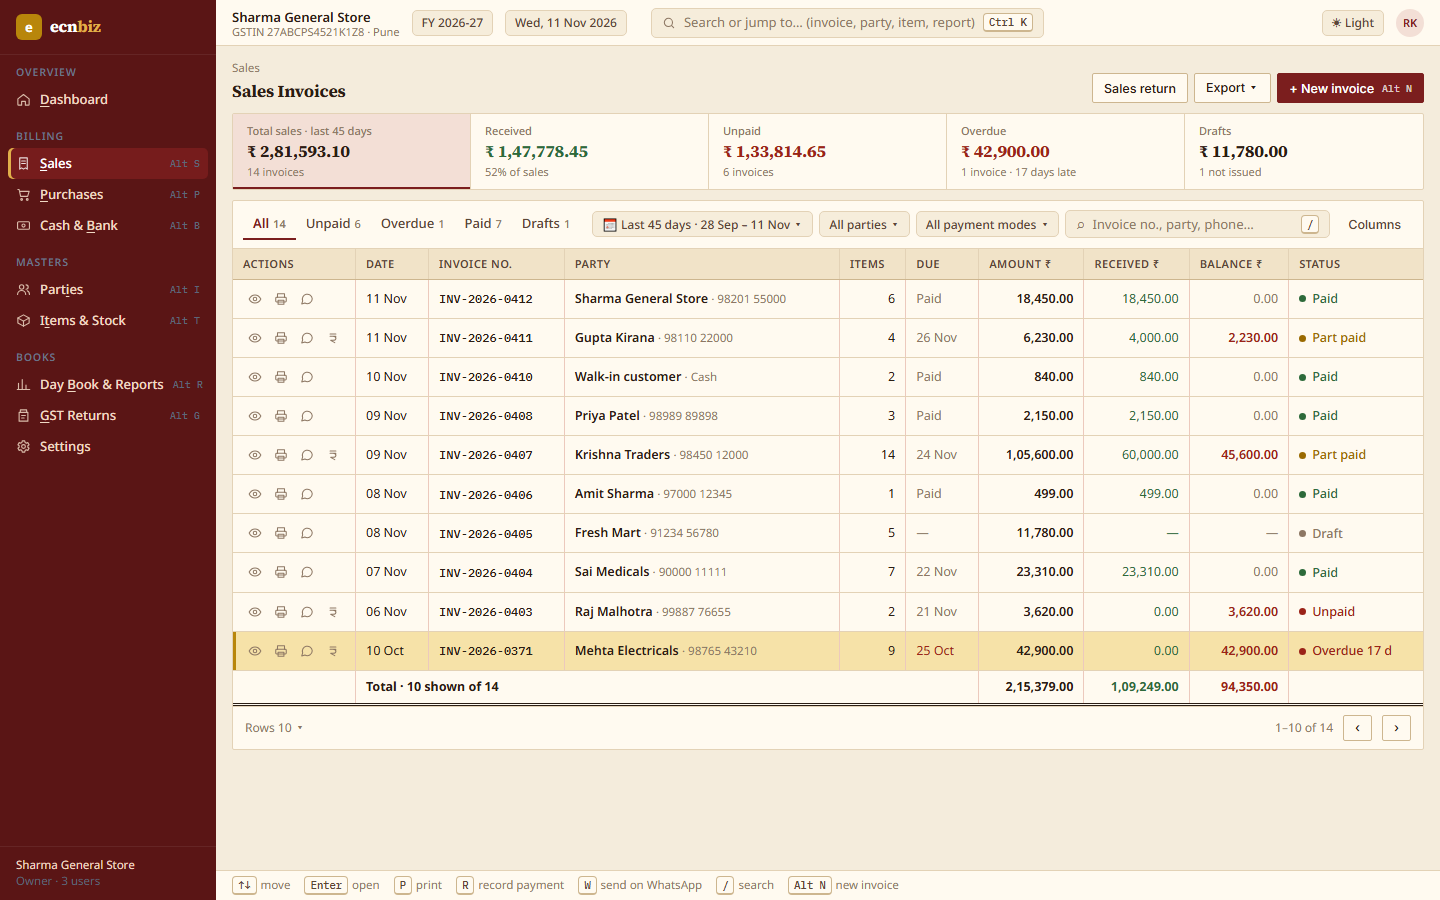 e ecnbiz
OVERVIEW
Dashboard
BILLING
Sales Alt S
Purchases Alt P
Cash & Bank Alt B
MASTERS
Parties Alt I
Items & Stock Alt T
BOOKS
Day Book & Reports Alt R
GST Returns Alt G
Settings
Sharma General Store
Owner · 3 users
Sharma General Store
GSTIN 27ABCPS4521K1Z8 · Pune
FY 2026-27
Wed, 11 Nov 2026
Search or jump to... (invoice, party, item, report) Ctrl K
☀ Light
RK
Sales
Sales Invoices
Sales return
Export ▾
+ New invoice Alt N
Total sales · last 45 days
₹ 2,81,593.10
14 invoices
Received
₹ 1,47,778.45
52% of sales
Unpaid
₹ 1,33,814.65
6 invoices
Overdue
₹ 42,900.00
1 invoice · 17 days late
Drafts
₹ 11,780.00
1 not issued
All 14 Unpaid 6 Overdue 1 Paid 7 Drafts 1 Last 45 days · 28 Sep – 11 Nov ▾ All parties ▾ All payment modes ▾ Invoice no., party, phone... / Columns
ACTIONS DATE INVOICE NO. PARTY ITEMS DUE AMOUNT ₹ RECEIVED ₹ BALANCE ₹ STATUS
11 Nov INV-2026-0412 Sharma General Store · 98201 55000 6 Paid 18,450.00 18,450.00 0.00 Paid
11 Nov INV-2026-0411 Gupta Kirana · 98110 22000 4 26 Nov 6,230.00 4,000.00 2,230.00 Part paid
10 Nov INV-2026-0410 Walk-in customer · Cash 2 Paid 840.00 840.00 0.00 Paid
09 Nov INV-2026-0408 Priya Patel · 98989 89898 3 Paid 2,150.00 2,150.00 0.00 Paid
09 Nov INV-2026-0407 Krishna Traders · 98450 12000 14 24 Nov 1,05,600.00 60,000.00 45,600.00 Part paid
08 Nov INV-2026-0406 Amit Sharma · 97000 12345 1 Paid 499.00 499.00 0.00 Paid
08 Nov INV-2026-0405 Fresh Mart · 91234 56780 5 — 11,780.00 — — Draft
07 Nov INV-2026-0404 Sai Medicals · 90000 11111 7 22 Nov 23,310.00 23,310.00 0.00 Paid
06 Nov INV-2026-0403 Raj Malhotra · 99887 76655 2 21 Nov 3,620.00 0.00 3,620.00 Unpaid
10 Oct INV-2026-0371 Mehta Electricals · 98765 43210 9 25 Oct 42,900.00 0.00 42,900.00 Overdue 17 d
Total · 10 shown of 14 2,15,379.00 1,09,249.00 94,350.00
Rows 10 ▾ 1–10 of 14 ‹ ›
↑↓ move Enter open P print R record payment W send on WhatsApp / search Alt N new invoice